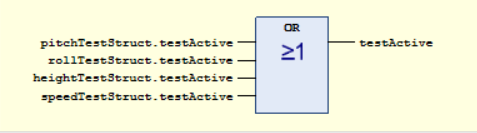 OR
pitchTestStruct.testActive
≥1
testActive
rollTestStruct.testActive
heightTestStruct.testActive
speedTestStruct.testActive